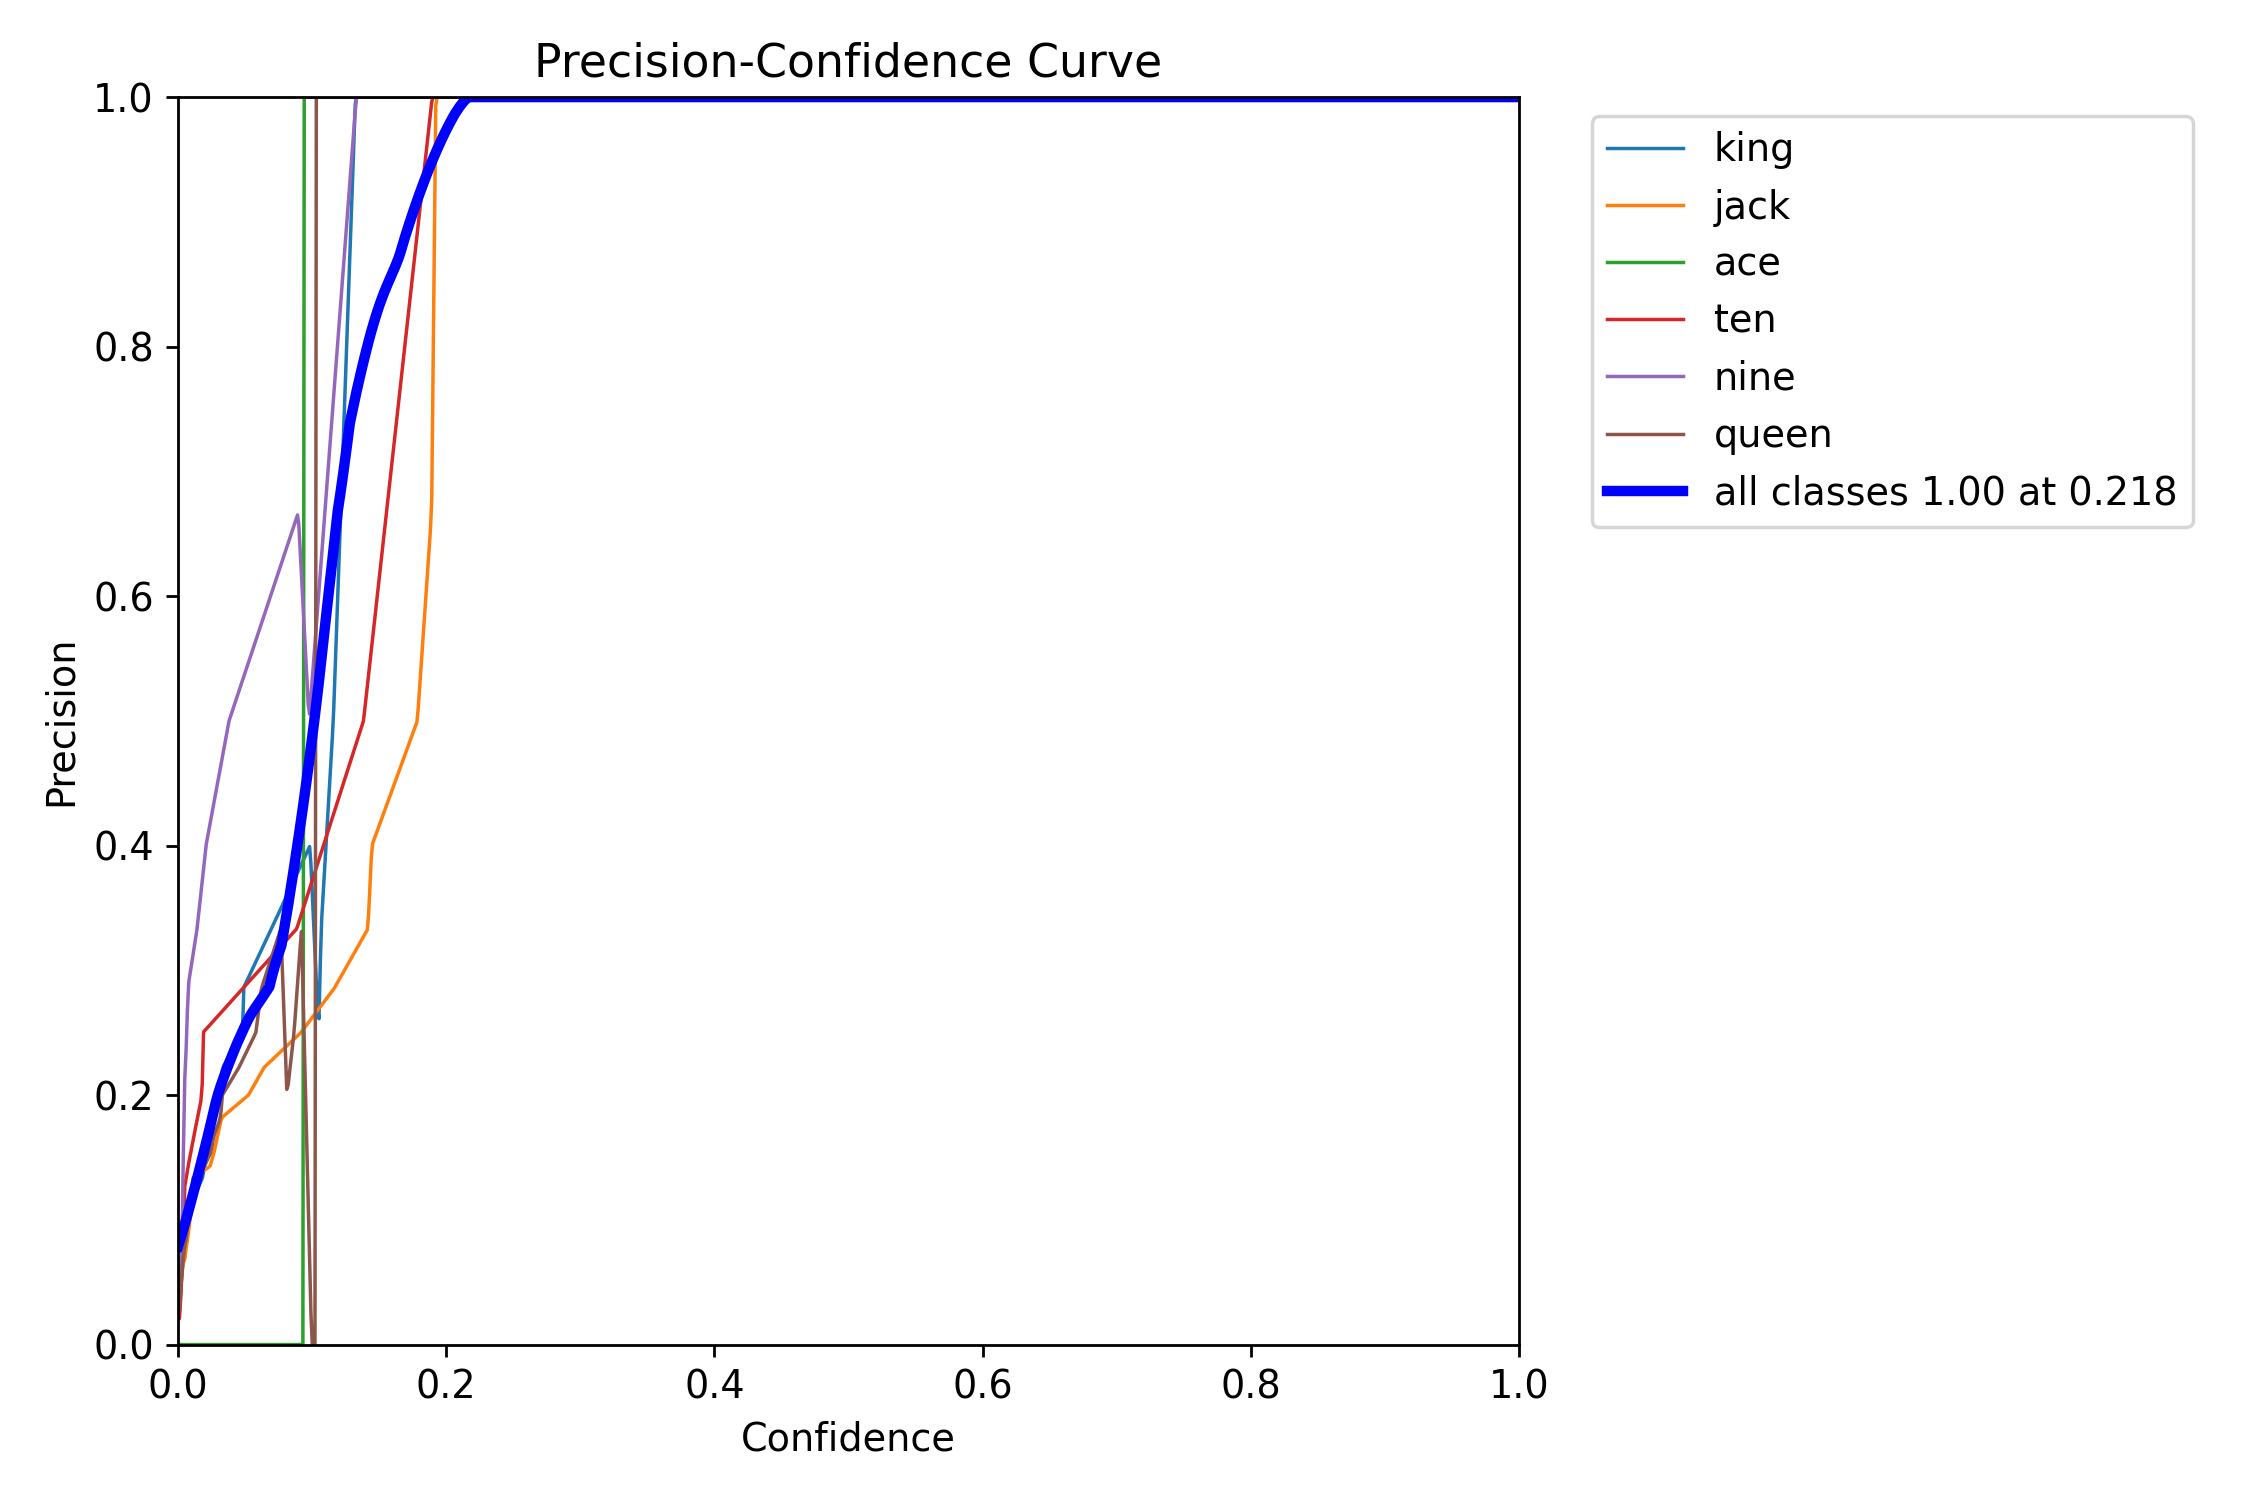 Precision-Confidence Curve
1.0
0.8
0.6
0.4
0.2
0.0
Precision
0.0 0.2 0.4 0.6 0.8 1.0
Confidence
king
jack
ace
ten
nine
queen
all classes 1.00 at 0.218